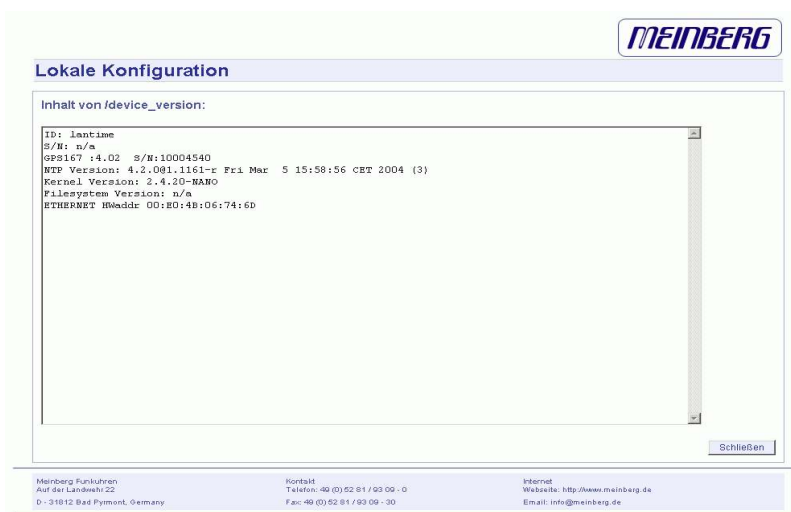 MEINBERG
Lokale Konfiguration
Inhalt von /device_version:
ID: lantime
S/N: n/a
GPS167 :4.02 S/N:10004540
NTP Version: 4.2.0@1.1161-r Fri Mar 5 15:58:56 CET 2004 (3)
Kernel Version: 2.4.20-NANO
Filesystem Version: n/a
ETHERNET HWaddr 00:E0:4B:06:74:6D
Schließen
Meinberg Funkuhren
Auf der Landwehr 22
D - 31812 Bad Pyrmont, Germany
Kontakt
Telefon: 49 (0) 52 81 / 93 09 - 0
Fax: 49 (0) 52 81 / 93 09 - 30
Internet
Webseite: http://www.meinberg.de
Email: info@meinberg.de